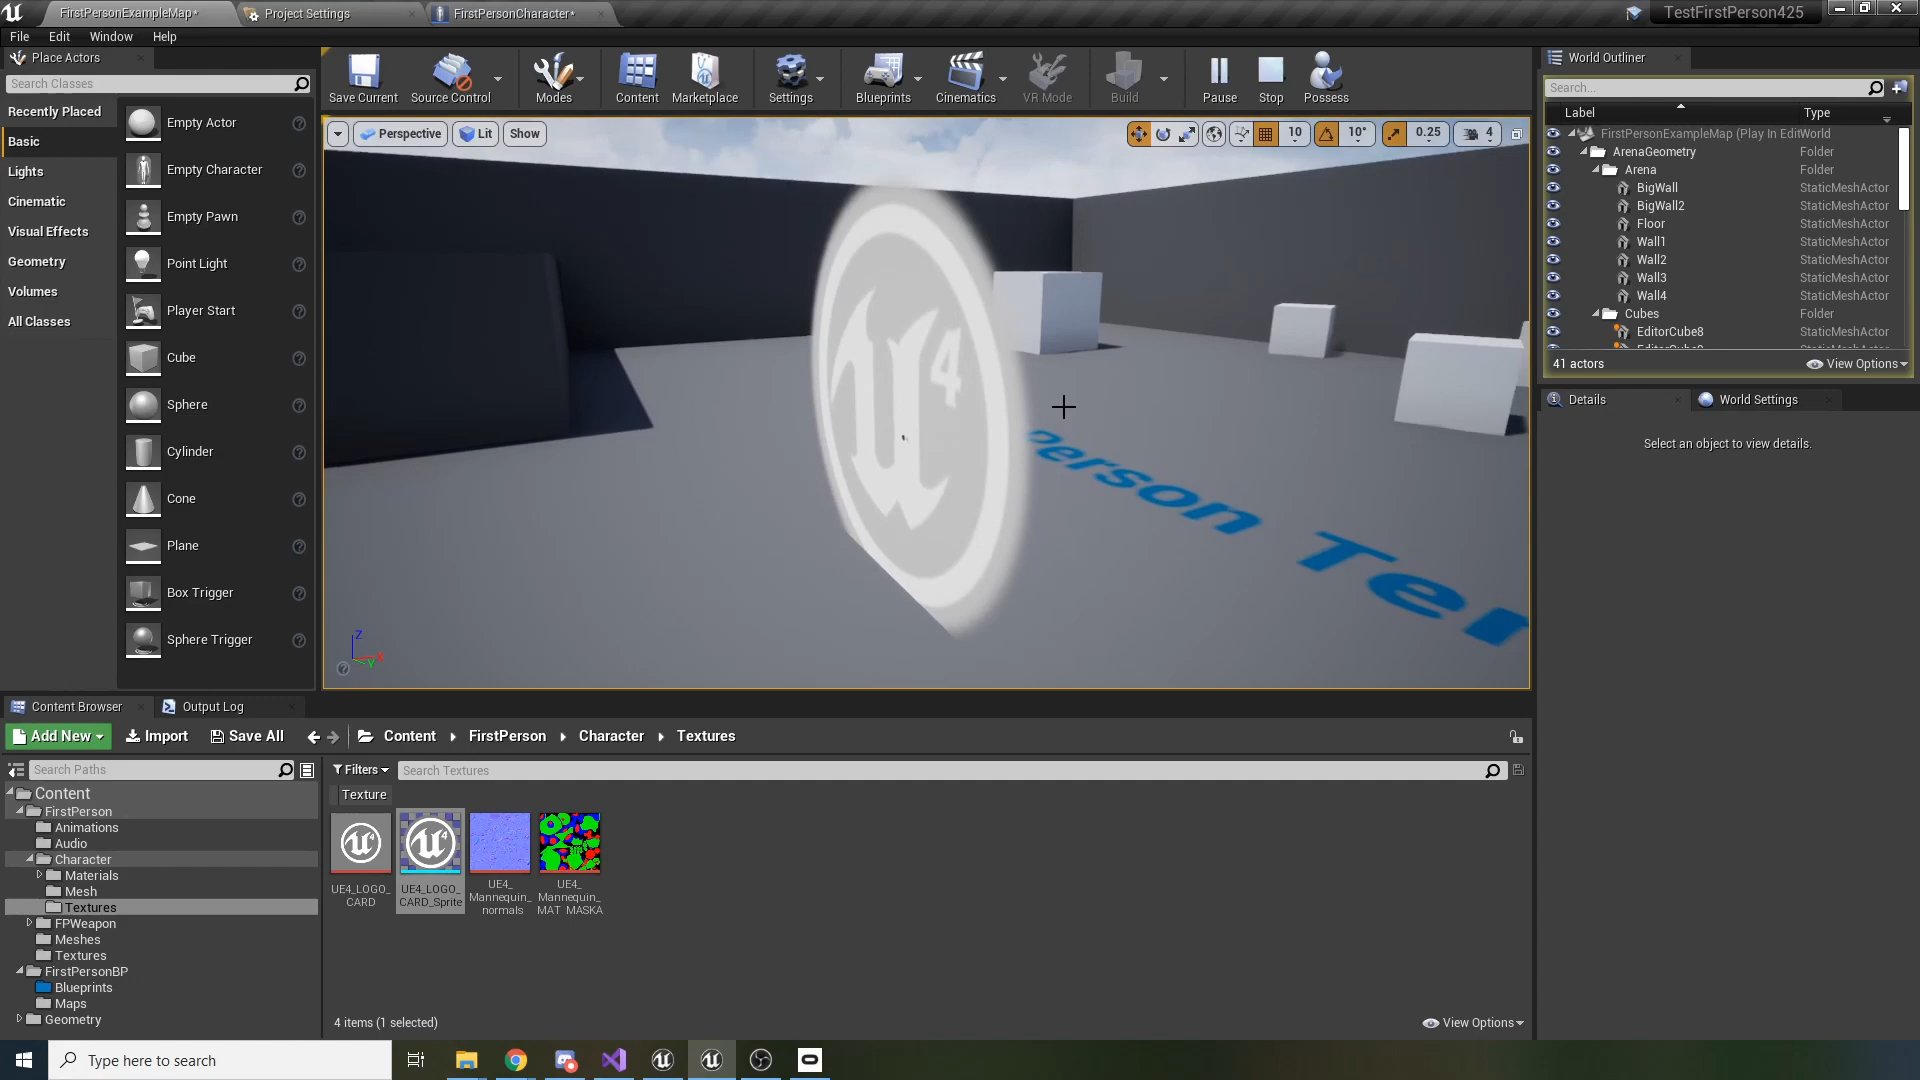 FirstPersonExampleMap*
Project Settings
FirstPersonCharacter*
TestFirstPerson425
File Edit Window Help
Place Actors
Search Classes
Recently Placed
Basic
Lights
Cinematic
Visual Effects
Geometry
Volumes
All Classes
Empty Actor
Empty Character
Empty Pawn
Point Light
Player Start
Cube
Sphere
Cylinder
Cone
Plane
Box Trigger
Sphere Trigger
Save Current
Source Control
Modes
Content
Marketplace
Settings
Blueprints
Cinematics
VR Mode
Build
Pause
Stop
Possess
Perspective
Lit
Show
10
10°
0.25
4
4
person Te
Z
X
Y
World Outliner
Search...
Label Type
FirstPersonExampleMap (Play In Edit World
ArenaGeometry Folder
Arena Folder
BigWall StaticMeshActor
BigWall2 StaticMeshActor
Floor StaticMeshActor
Wall1 StaticMeshActor
Wall2 StaticMeshActor
Wall3 StaticMeshActor
Wall4 StaticMeshActor
Cubes Folder
EditorCube8 StaticMeshActor
41 actors
View Options
Details
World Settings
Select an object to view details.
Content Browser
Output Log
Add New
Import
Save All
Content
FirstPerson
Character
Textures
Search Paths
Content
FirstPerson
Animations
Audio
Character
Materials
Mesh
Textures
FPWeapon
Meshes
Textures
FirstPersonBP
Blueprints
Maps
Geometry
Filters
Search Textures
Texture
UE4_LOGO_
CARD
UE4_LOGO_
CARD_Sprite
UE4_
Mannequin_
normals
UE4_
Mannequin_
MAT_MASKA
4 items (1 selected)
View Options
Type here to search